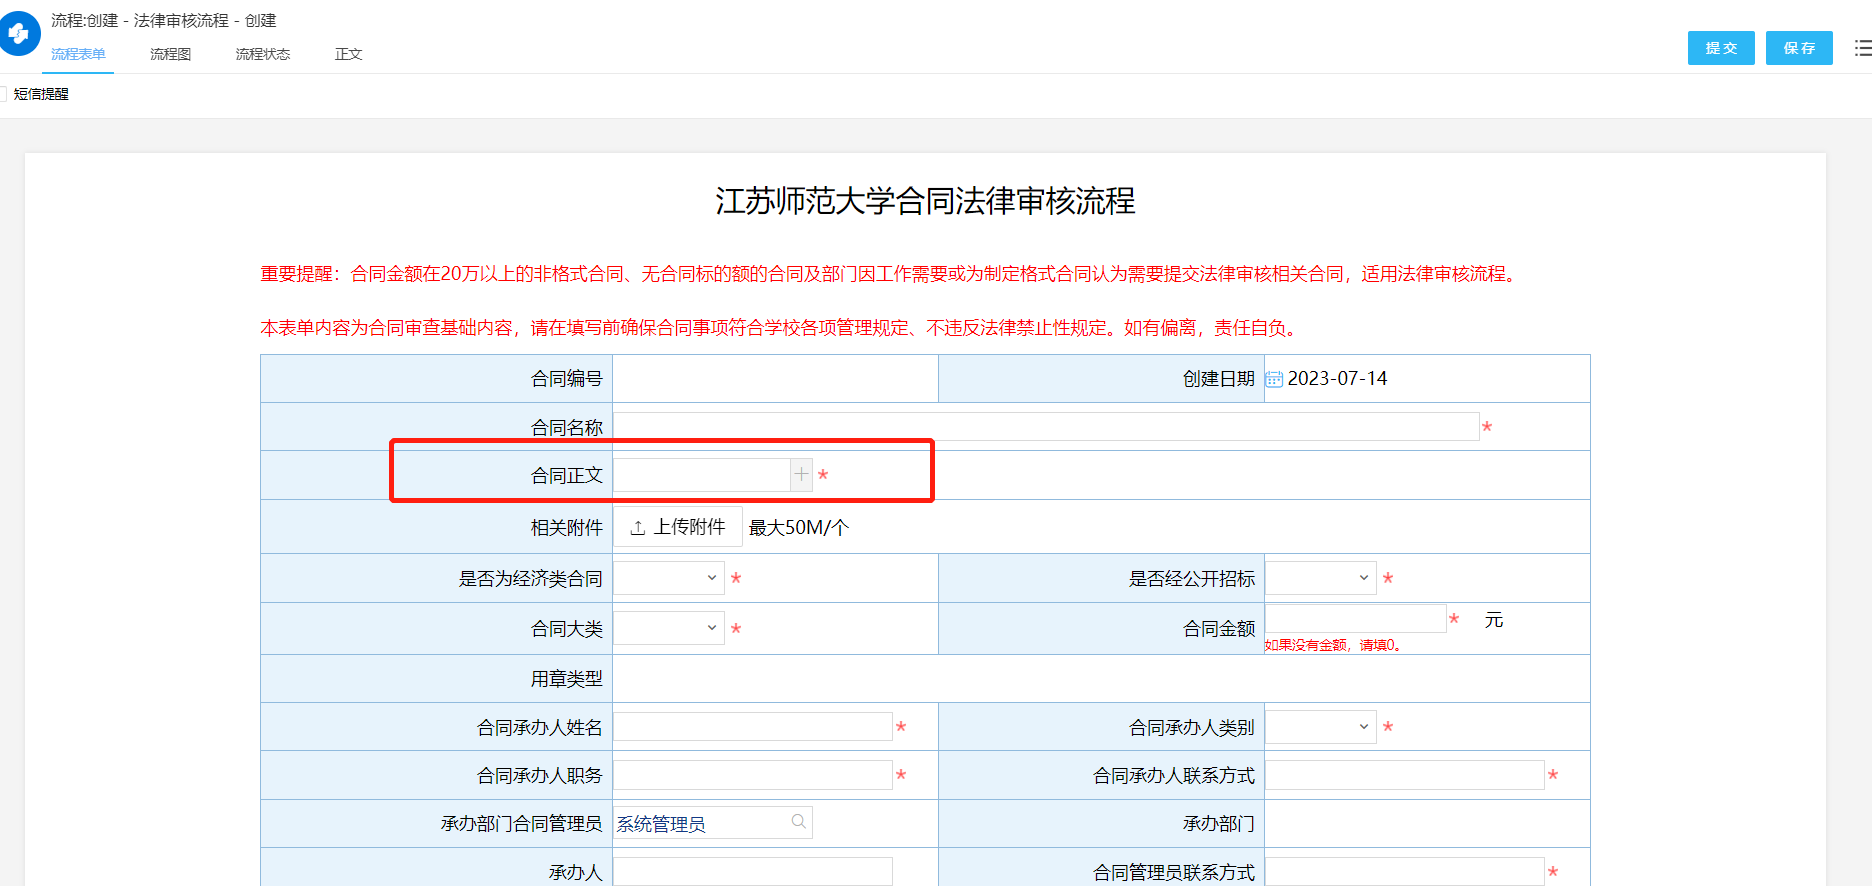 流程:创建 - 法律审核流程 - 创建
流程表单 流程图 流程状态 正文
提交 保存
短信提醒
江苏师范大学合同法律审核流程
重要提醒：合同金额在20万以上的非格式合同、无合同标的额的合同及部门因工作需要或为制定格式合同认为需要提交法律审核相关合同，适用法律审核流程。
本表单内容为合同审查基础内容，请在填写前确保合同事项符合学校各项管理规定、不违反法律禁止性规定。如有偏离，责任自负。
合同编号 创建日期 2023-07-14
合同名称 *
合同正文 *
相关附件 上传附件 最大50M/个
是否为经济类合同 * 是否经公开招标 *
合同大类 * 合同金额 * 元
如果没有金额，请填0。
用章类型
合同承办人姓名 * 合同承办人类别 *
合同承办人职务 * 合同承办人联系方式 *
承办部门合同管理员 系统管理员 承办部门
承办人 合同管理员联系方式 *